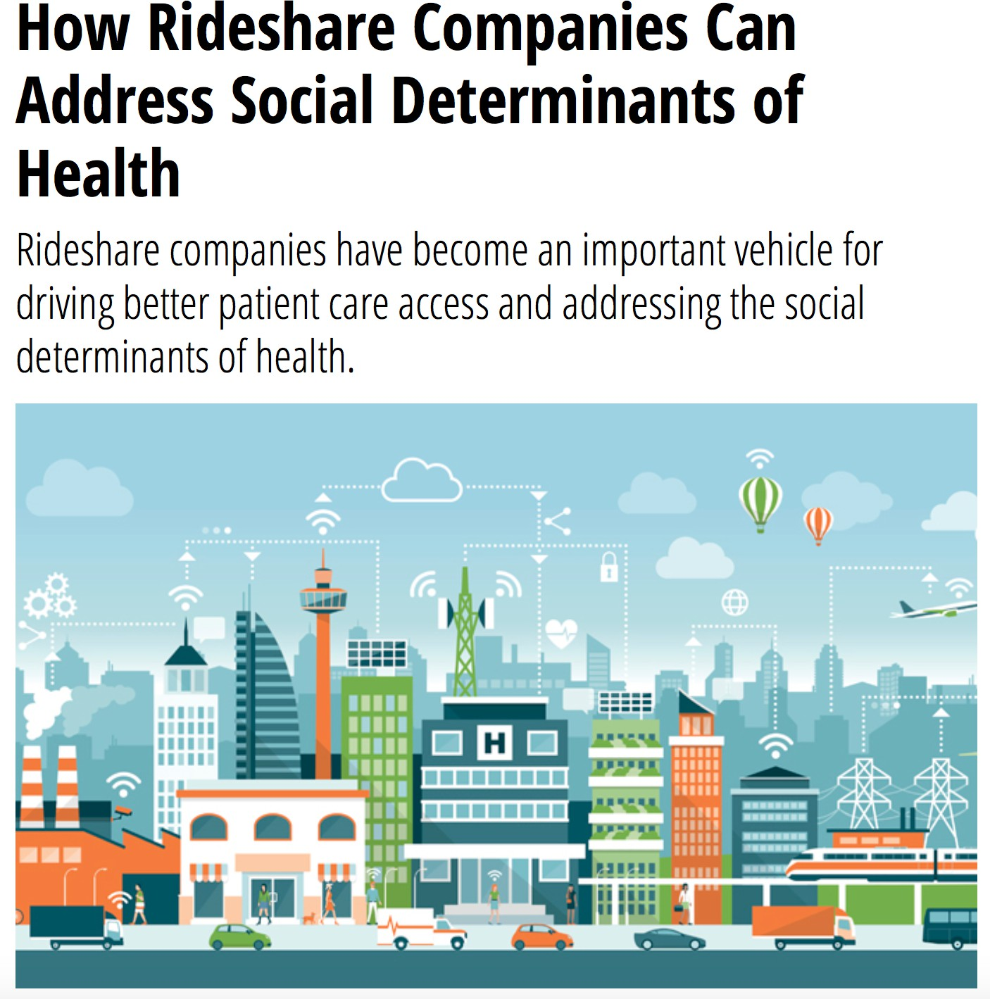 How Rideshare Companies Can
Address Social Determinants of
Health
Rideshare companies have become an important vehicle for
driving better patient care access and addressing the social
determinants of health.
H